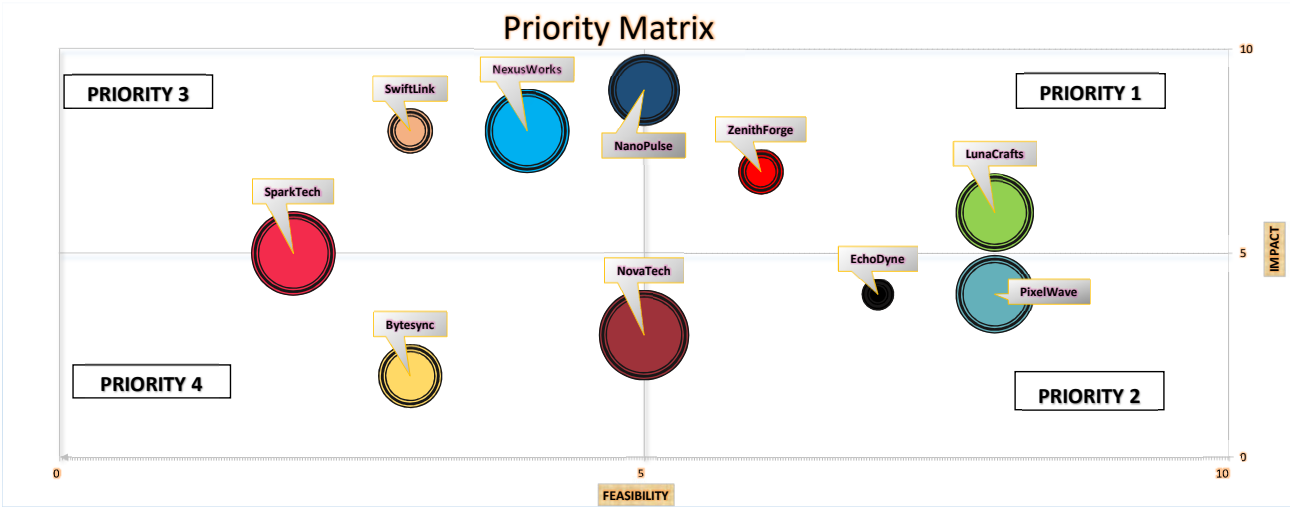 Priority Matrix
10
PRIORITY 3
SwiftLink
NexusWorks
PRIORITY 1
NanoPulse
ZenithForge
LunaCrafts
SparkTech
5
IMPACT
NovaTech
EchoDyne
PixelWave
Bytesync
PRIORITY 4
PRIORITY 2
0
0
5
10
FEASIBILITY